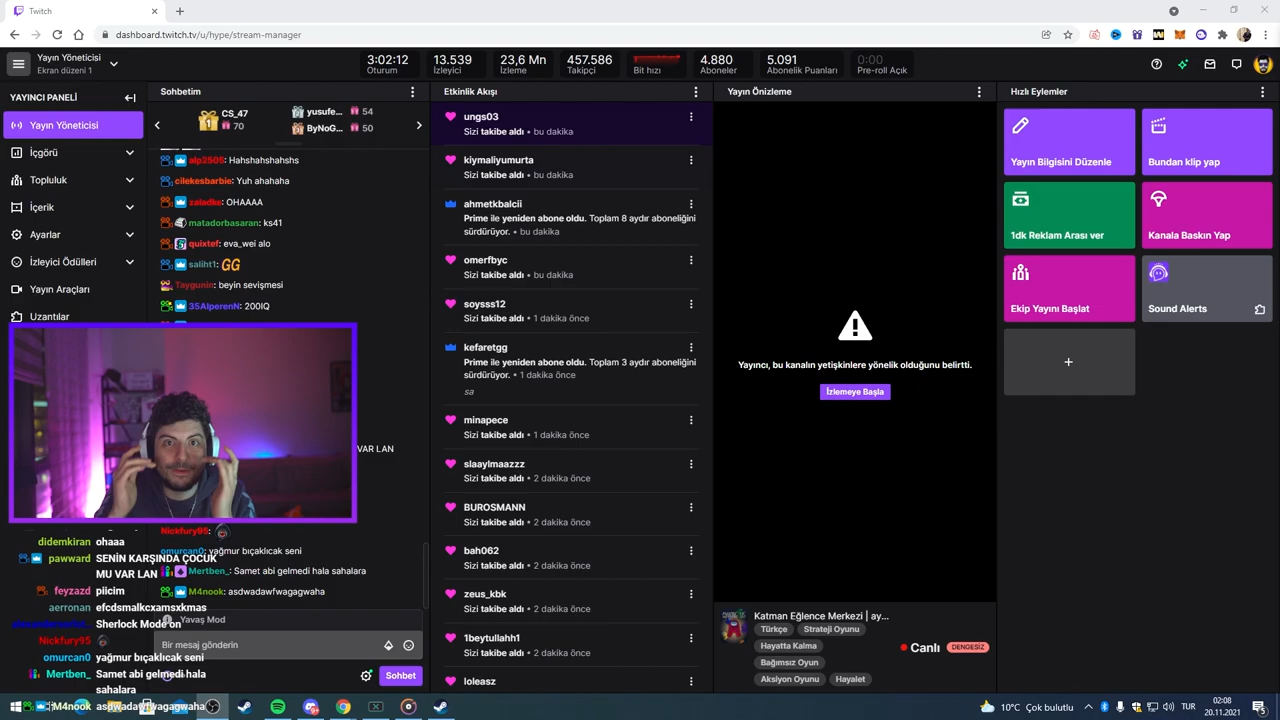 Twitch
dashboard.twitch.tv/u/hype/stream-manager
Yayın Yöneticisi
Ekran düzeni 1
3:02:12
Oturum
13.539
İzleyici
23,6 Mn
İzleme
457.586
Takipçi
Bit hızı
4.880
Aboneler
5.091
Abonelik Puanları
0:00
Pre-roll Açık
YAYINCI PANELİ
Yayın Yöneticisi
İçgörü
Topluluk
İçerik
Ayarlar
İzleyici Ödülleri
Yayın Araçları
Uzantılar
Sohbetim
1
CS_47
70
yusufe...
54
ByNoG...
50
alp2505: Hahshahshahshs
cilekesbarbie: Yuh ahahaha
zaladke: OHAAAA
matadorbasaran: ks41
quixtef: eva_wei alo
saliht1: GG
Taygunin: beyin sevişmesi
35AlperenN: 200IQ
VAR LAN
Nickfury95:
omurcan0: yağmur bıçaklıcak seni
Mertben_: Samet abi gelmedi hala sahalara
M4nook: asdwadawfwagagwaha
Yavaş Mod
Bir mesaj gönderin
Sohbet
didemkiran ohaaa
pawward SENİN KARŞINDA ÇOCUK
MU VAR LAN
feyzazd piicim
aerronan efcdsmalkcxamsxkmas
Sherlock Mode on
Nickfury95
omurcan0 yağmur bıçaklıcak seni
Mertben_ Samet abi gelmedi hala
sahalara
M4nook asdwadawfwagagwaha
Etkinlik Akışı
ungs03
Sizi takibe aldı • bu dakika
kiymaliyumurta
Sizi takibe aldı • bu dakika
ahmetkbalcii
Prime ile yeniden abone oldu. Toplam 8 aydır aboneliğini
sürdürüyor. • bu dakika
omerfbyc
Sizi takibe aldı • bu dakika
soysss12
Sizi takibe aldı • 1 dakika önce
kefaretgg
Prime ile yeniden abone oldu. Toplam 3 aydır aboneliğini
sürdürüyor. • 1 dakika önce
sa
minapece
Sizi takibe aldı • 1 dakika önce
slaaylmaazzz
Sizi takibe aldı • 2 dakika önce
BUROSMANN
Sizi takibe aldı • 2 dakika önce
bah062
Sizi takibe aldı • 2 dakika önce
zeus_kbk
Sizi takibe aldı • 2 dakika önce
1beytullahh1
Sizi takibe aldı • 2 dakika önce
loleasz
Yayın Önizleme
Yayıncı, bu kanalın yetişkinlere yönelik olduğunu belirtti.
İzlemeye Başla
Katman Eğlence Merkezi | ay...
Türkçe
Strateji Oyunu
Hayatta Kalma
Bağımsız Oyun
Aksiyon Oyunu
Hayalet
Canlı
DENGESİZ
Hızlı Eylemler
Yayın Bilgisini Düzenle
Bundan klip yap
1dk Reklam Arası ver
Kanala Baskın Yap
Ekip Yayını Başlat
Sound Alerts
10°C Çok bulutlu
TUR
02:08
20.11.2021
5